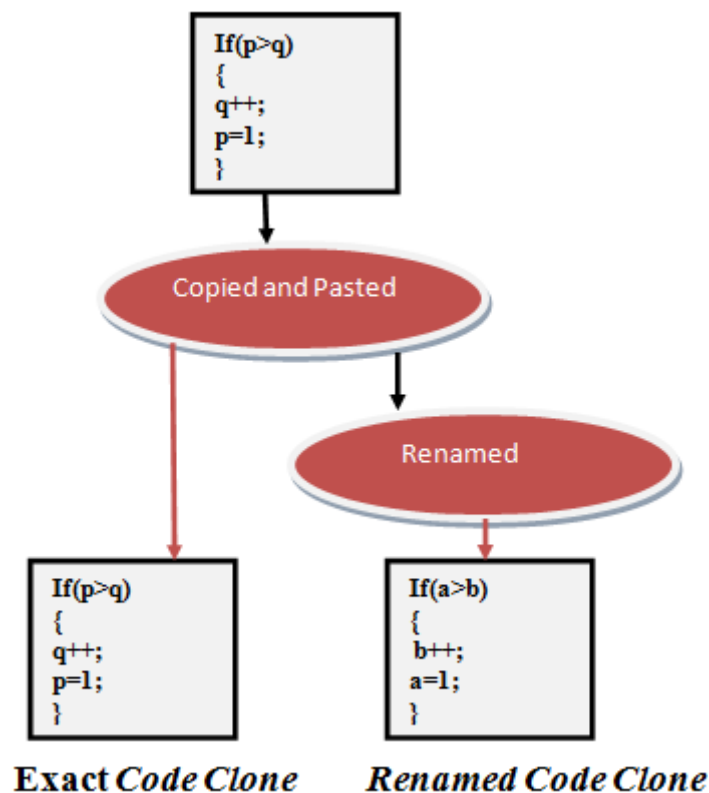 If(p>q)
{
q++;
p=1;
}
Copied and Pasted
Renamed
If(p>q)
{
q++;
p=1;
}
If(a>b)
{
b++;
a=1;
}
Exact Code Clone
Renamed Code Clone